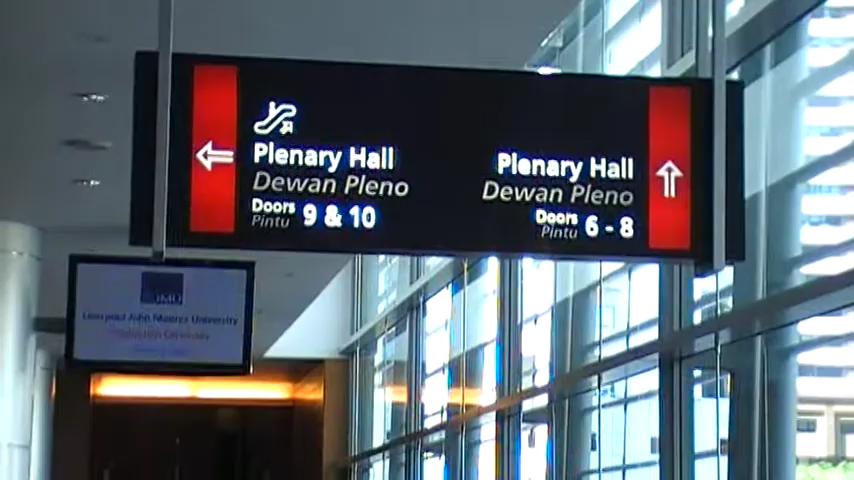 Plenary Hall
Dewan Pleno
Doors
Pintu
9 & 10
Plenary Hall
Dewan Pleno
Doors
Pintu
6 - 8
Liverpool John Moores University